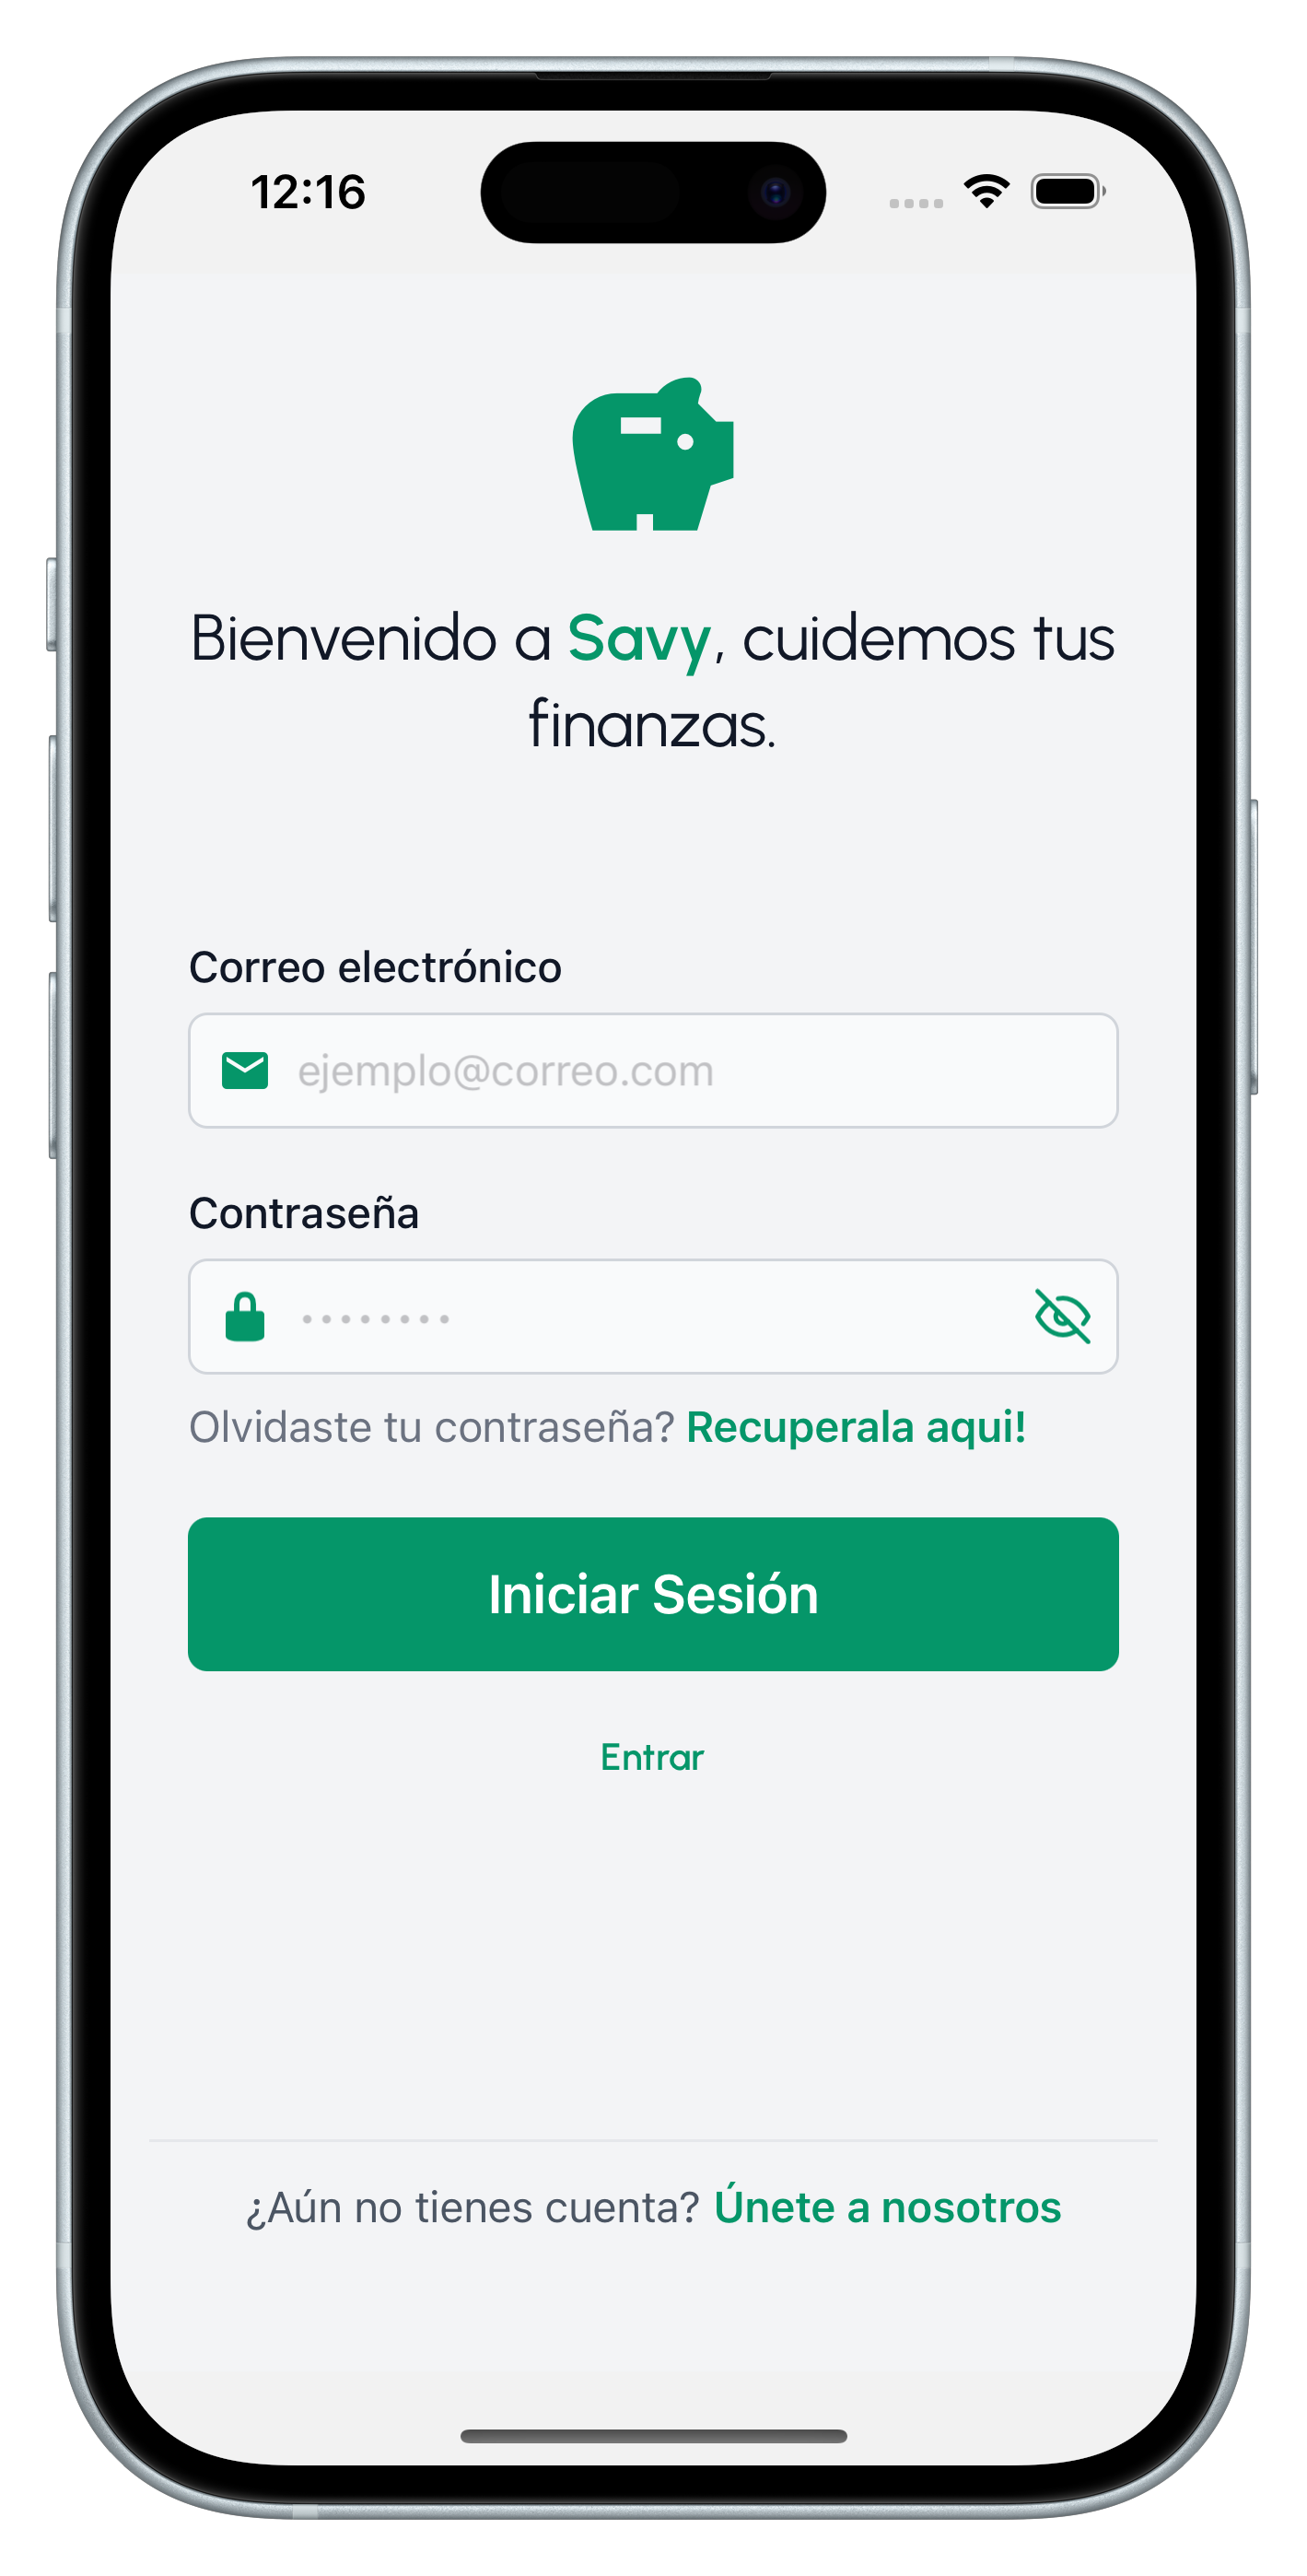 12:16
Bienvenido a Savy, cuidemos tus
finanzas.
Correo electrónico
ejemplo@correo.com
Contraseña
••••••••
Olvidaste tu contraseña? Recuperala aqui!
Iniciar Sesión
Entrar
¿Aún no tienes cuenta? Únete a nosotros